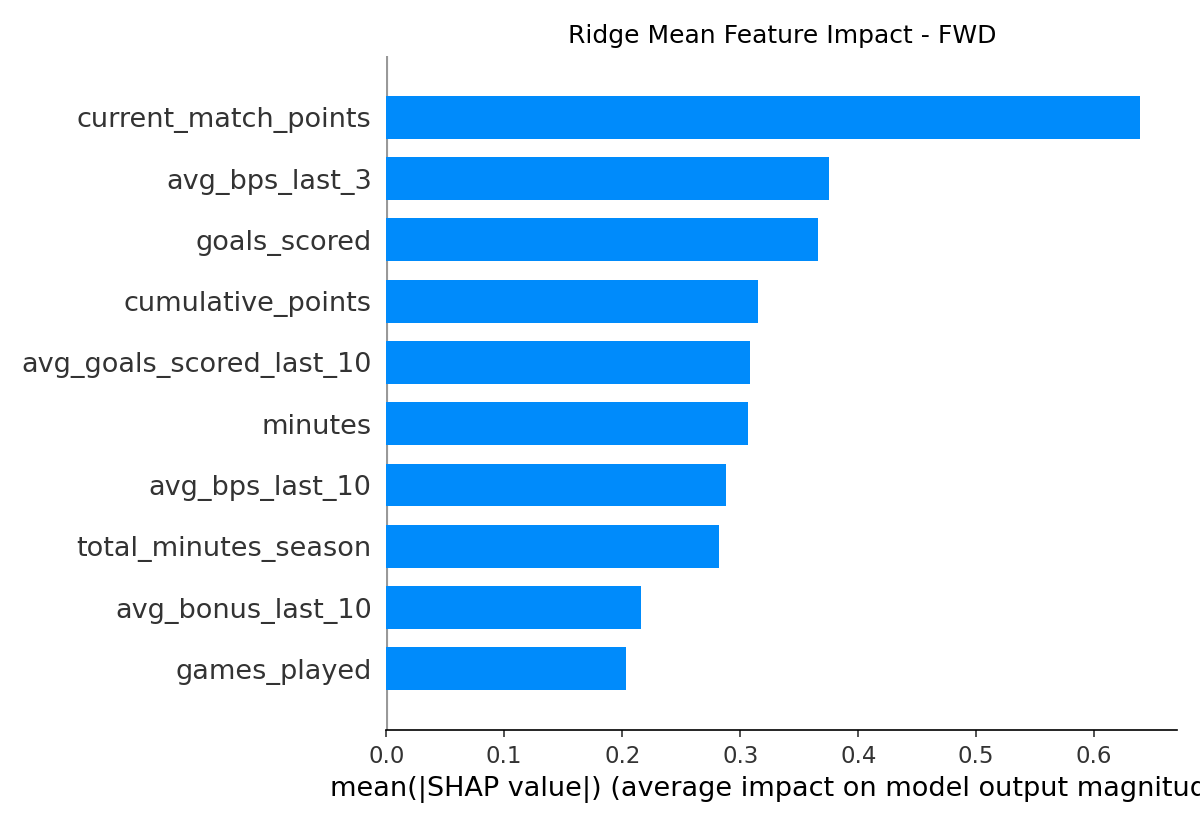 Ridge Mean Feature Impact - FWD
current_match_points
avg_bps_last_3
goals_scored
cumulative_points
avg_goals_scored_last_10
minutes
avg_bps_last_10
total_minutes_season
avg_bonus_last_10
games_played
0.0 0.1 0.2 0.3 0.4 0.5 0.6
mean(|SHAP value|) (average impact on model output magnituc